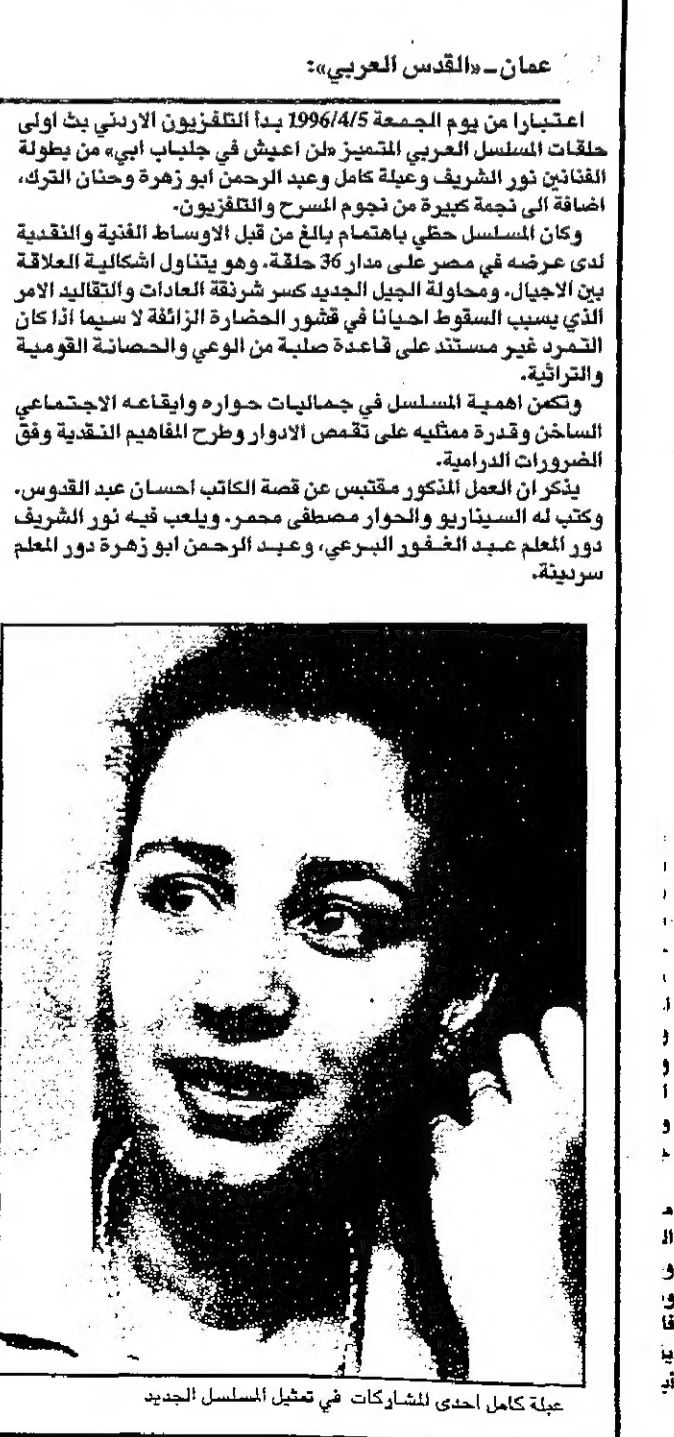 عمان ـ «القدس العربي»:
اعتبارا من يوم الجمعة 1996/4/5 بدأ التلفزيون الاردني بث اولى
حلقات المسلسل العربي المتميز «لن اعيش في جلباب ابي» من بطولة
الفنانين نور الشريف وعبلة كامل وعبد الرحمن ابو زهرة وحنان الترك،
اضافة الى نجمة كبيرة من نجوم المسرح والتلفزيون.
وكان المسلسل حظي باهتمام بالغ من قبل الاوساط الفنية والنقدية
لدى عرضه في مصر على مدار 36 حلقة. وهو يتناول اشكالية العلاقة
بين الاجيال. ومحاولة الجيل الجديد كسر شرنقة العادات والتقاليد الامر
الذي يسبب السقوط احيانا في قشور الحضارة الزائفة لا سيما اذا كان
التمرد غير مستند على قاعدة صلبة من الوعي والحصانة القومية
والتراثية.
وتكمن اهمية المسلسل في جماليات حواره وايقاعه الاجتماعي
الساخن وقدرة ممثليه على تقمص الادوار وطرح المفاهيم النقدية وفق
الضرورات الدرامية.
يذكر ان العمل المذكور مقتبس عن قصة الكاتب احسان عبد القدوس.
وكتب له السيناريو والحوار مصطفى محمر. ويلعب فيه نور الشريف
دور المعلم عبد الغفور البرعي، وعبد الرحمن ابو زهرة دور المعلم
سردينة.
عبلة كامل احدى المشاركات في تمثيل المسلسل الجديد